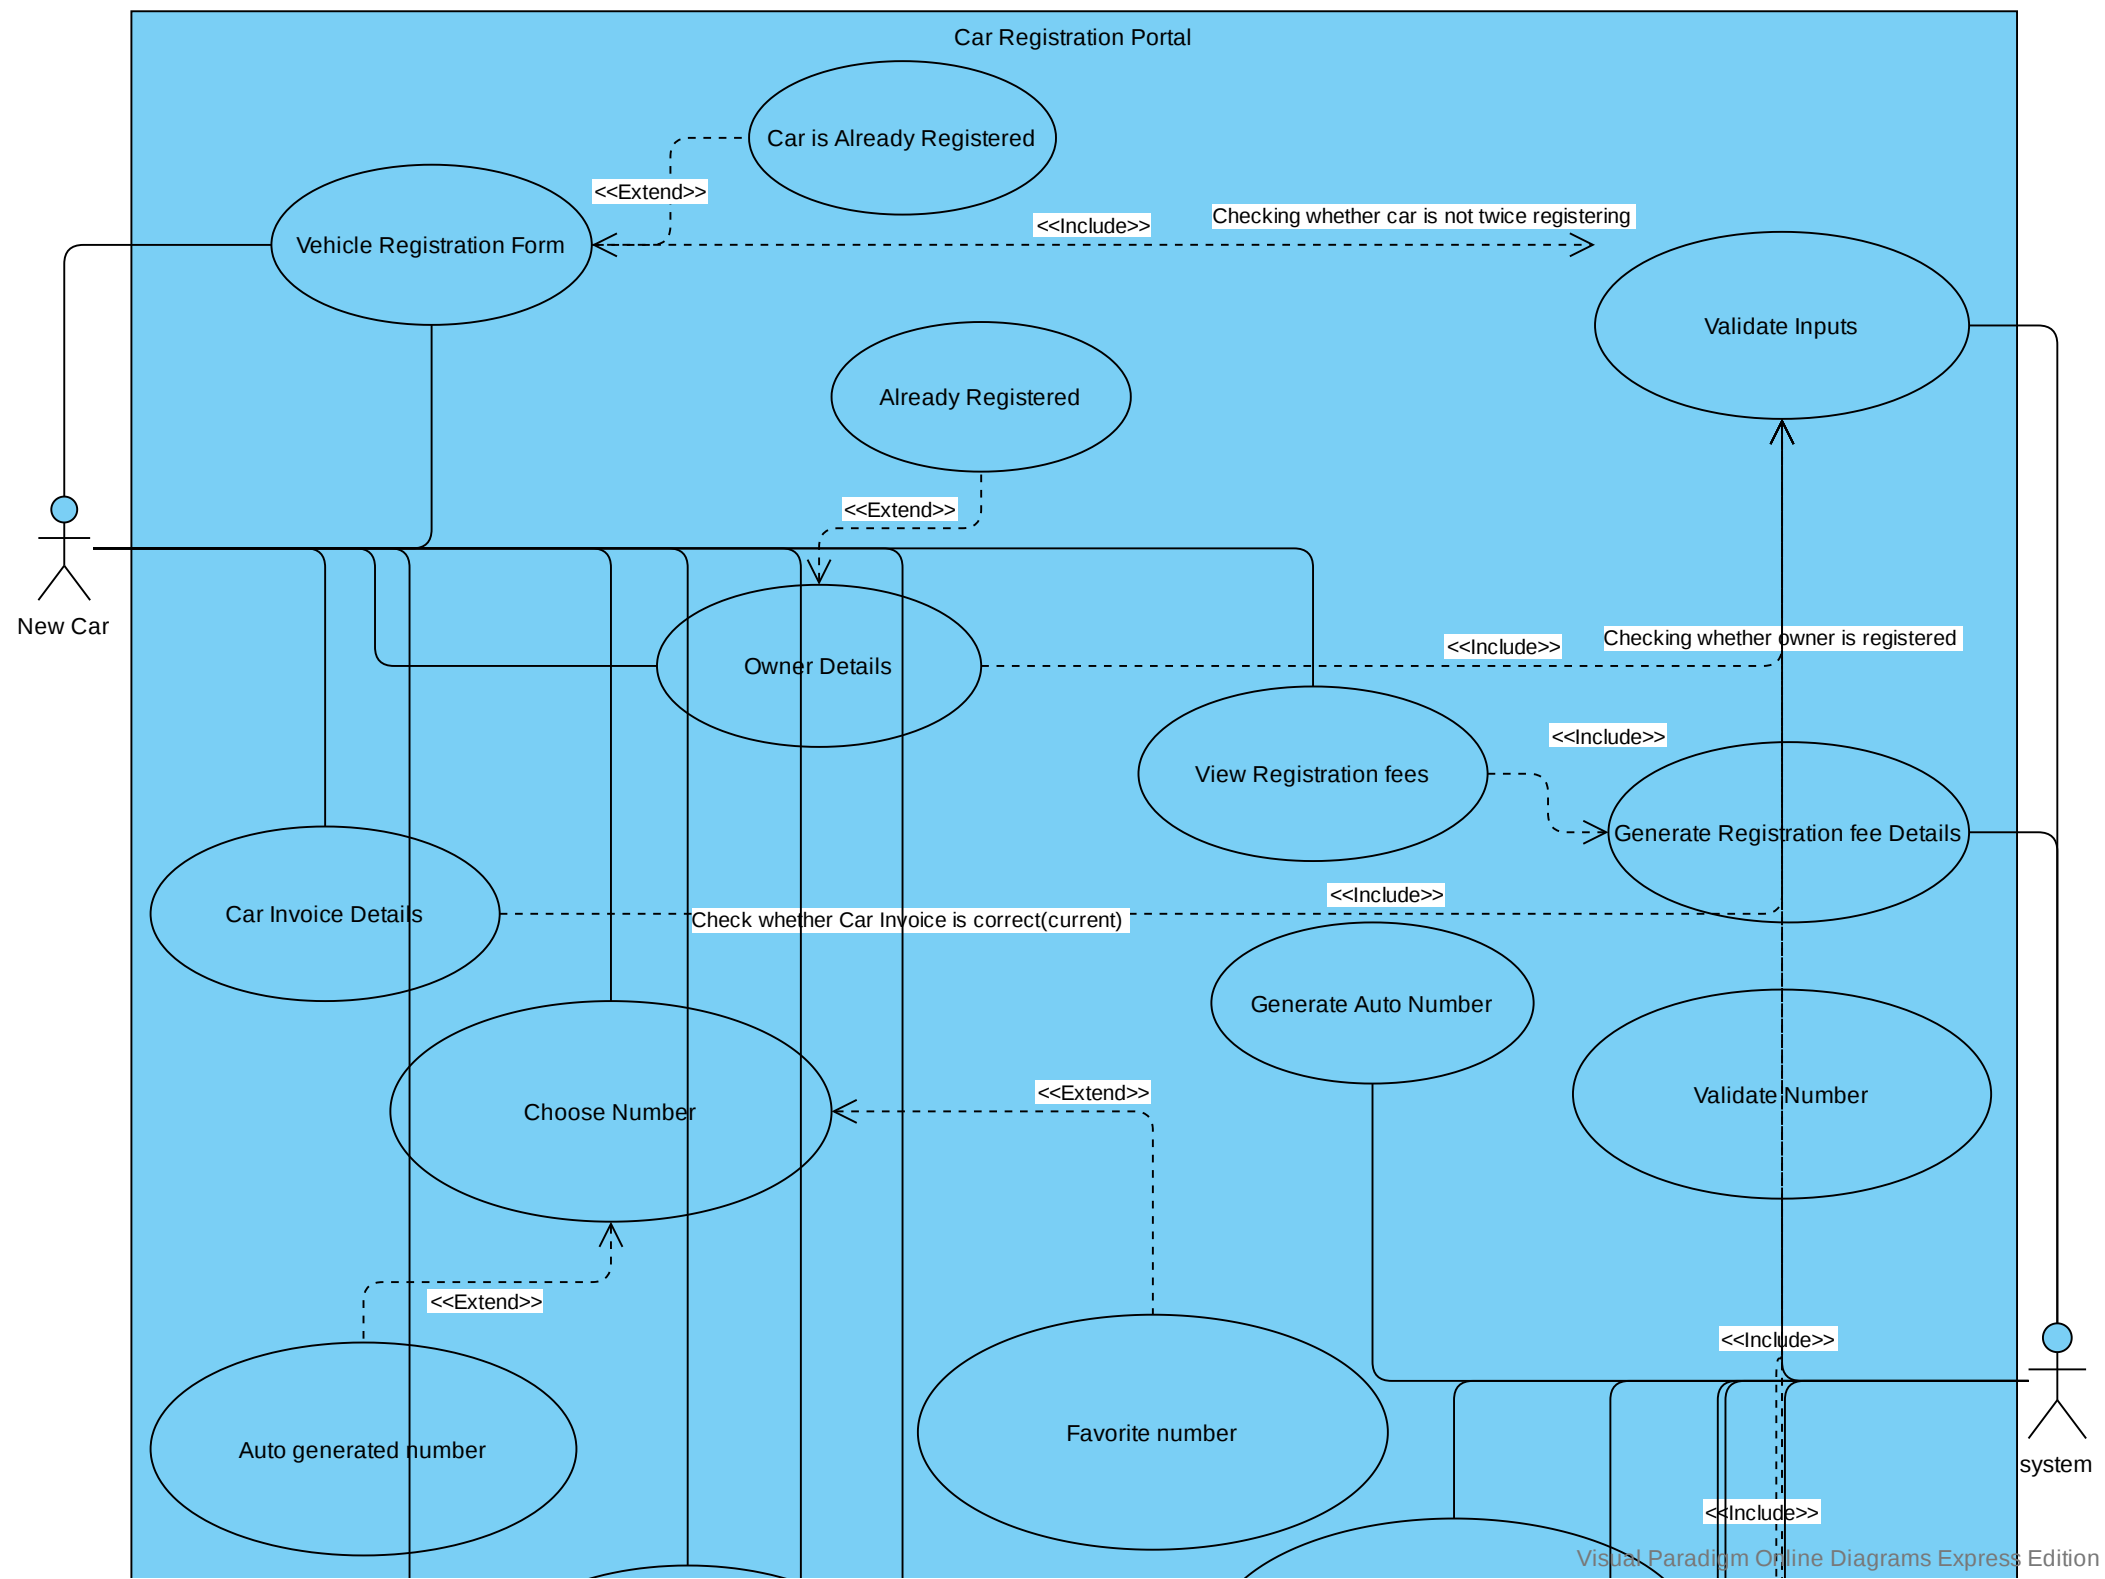 Car Registration Portal
Car is Already Registered
<<Extend>>
Checking whether car is not twice registering
<<Include>>
Vehicle Registration Form
Validate Inputs
Already Registered
<<Extend>>
New Car
Checking whether owner is registered
<<Include>>
Owner Details
<<Include>>
View Registration fees
Generate Registration fee Details
<<Include>>
Car Invoice Details
Check whether Car Invoice is correct(current)
Generate Auto Number
<<Extend>>
Validate Number
Choose Number
<<Extend>>
<<Include>>
Favorite number
Auto generated number
system
<<Include>>
Visual Paradigm Online Diagrams Express Edition